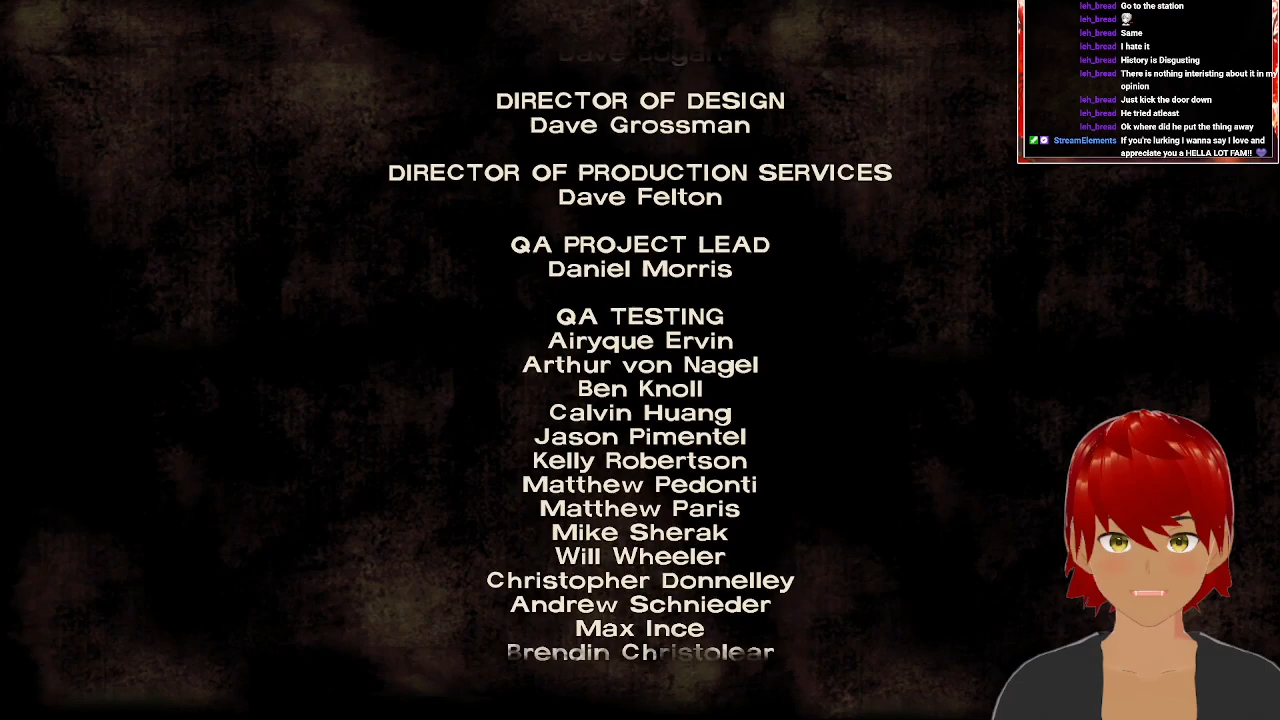 Dave Bogan
DIRECTOR OF DESIGN
Dave Grossman
DIRECTOR OF PRODUCTION SERVICES
Dave Felton
QA PROJECT LEAD
Daniel Morris
QA TESTING
Airyque Ervin
Arthur von Nagel
Ben Knoll
Calvin Huang
Jason Pimentel
Kelly Robertson
Matthew Pedonti
Matthew Paris
Mike Sherak
Will Wheeler
Christopher Donnelley
Andrew Schnieder
Max Ince
Brendin Christolear
leh_bread Go to the station
leh_bread
leh_bread Same
leh_bread I hate it
leh_bread History is Disgusting
leh_bread There is nothing interisting about it in my
opinion
leh_bread Just kick the door down
leh_bread He tried atleast
leh_bread Ok where did he put the thing away
StreamElements If you're lurking I wanna say I love and
appreciate you a HELLA LOT FAM!! 💜